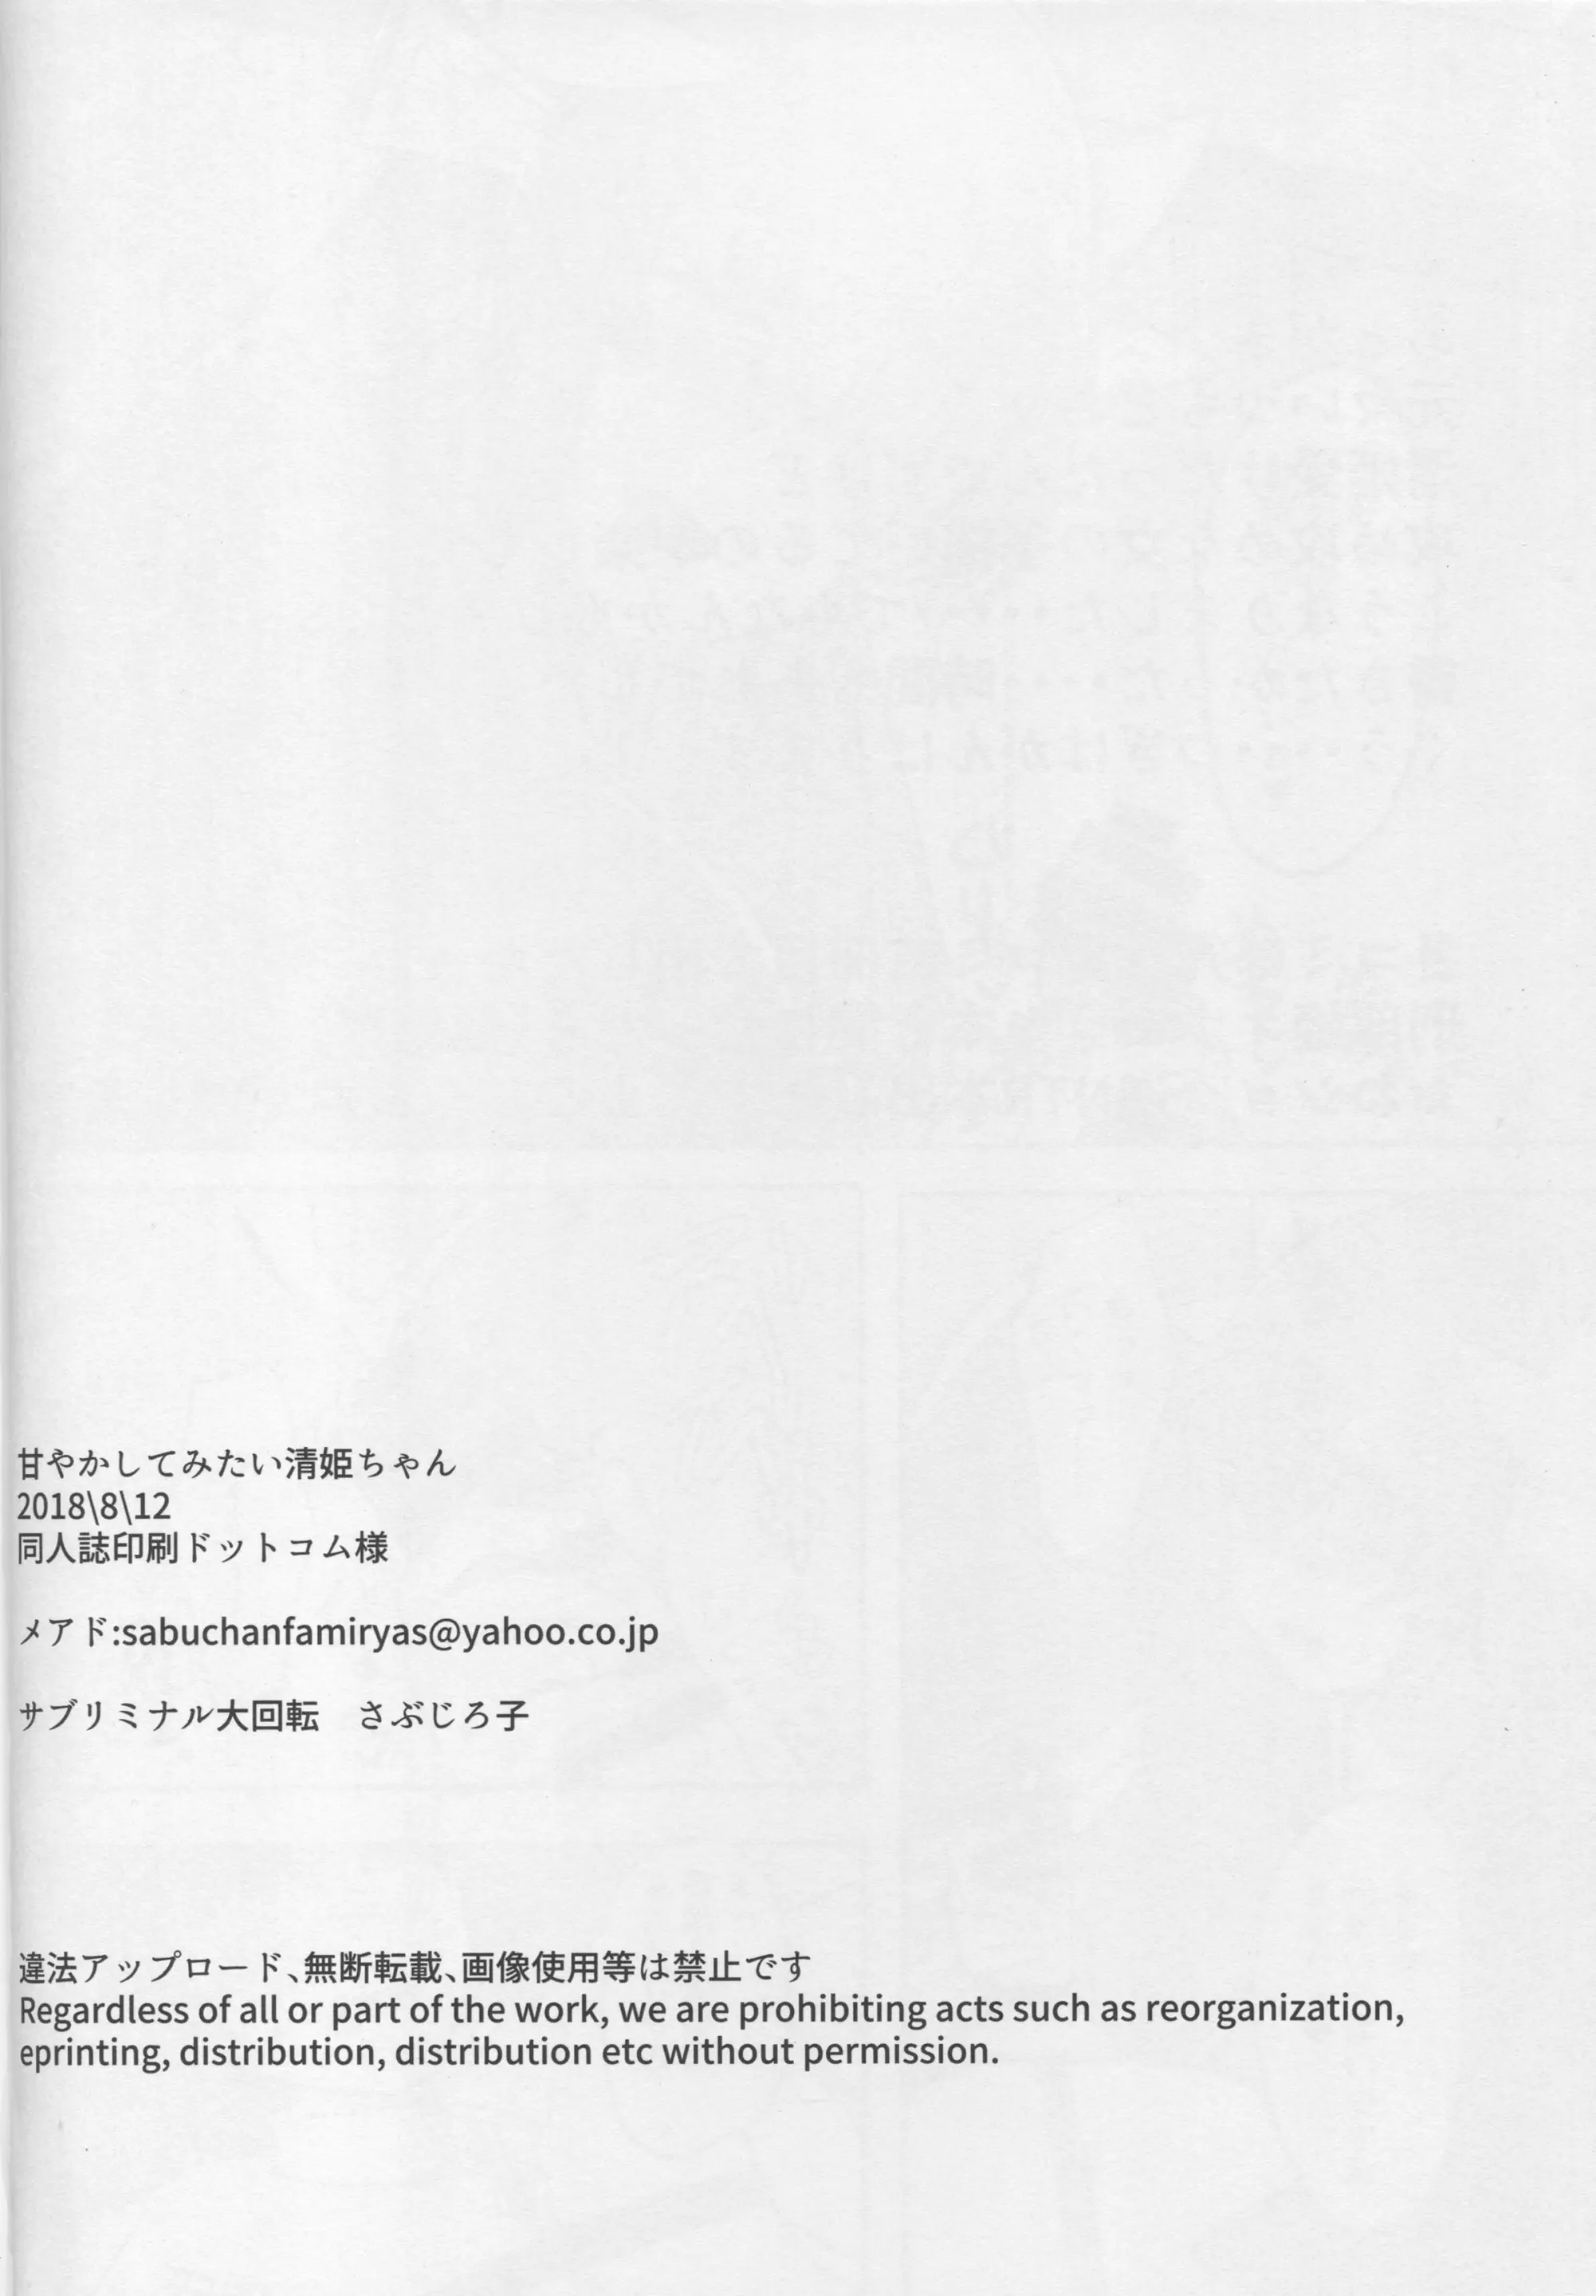 甘やかしてみたい清姫ちゃん
2018\8\12
同人誌印刷ドットコム様
メアド:sabuchanfamiryas@yahoo.co.jp
サブリミナル大回転　さぶじろ子
違法アップロード、無断転載、画像使用等は禁止です
Regardless of all or part of the work, we are prohibiting acts such as reorganization,
eprinting, distribution, distribution etc without permission.